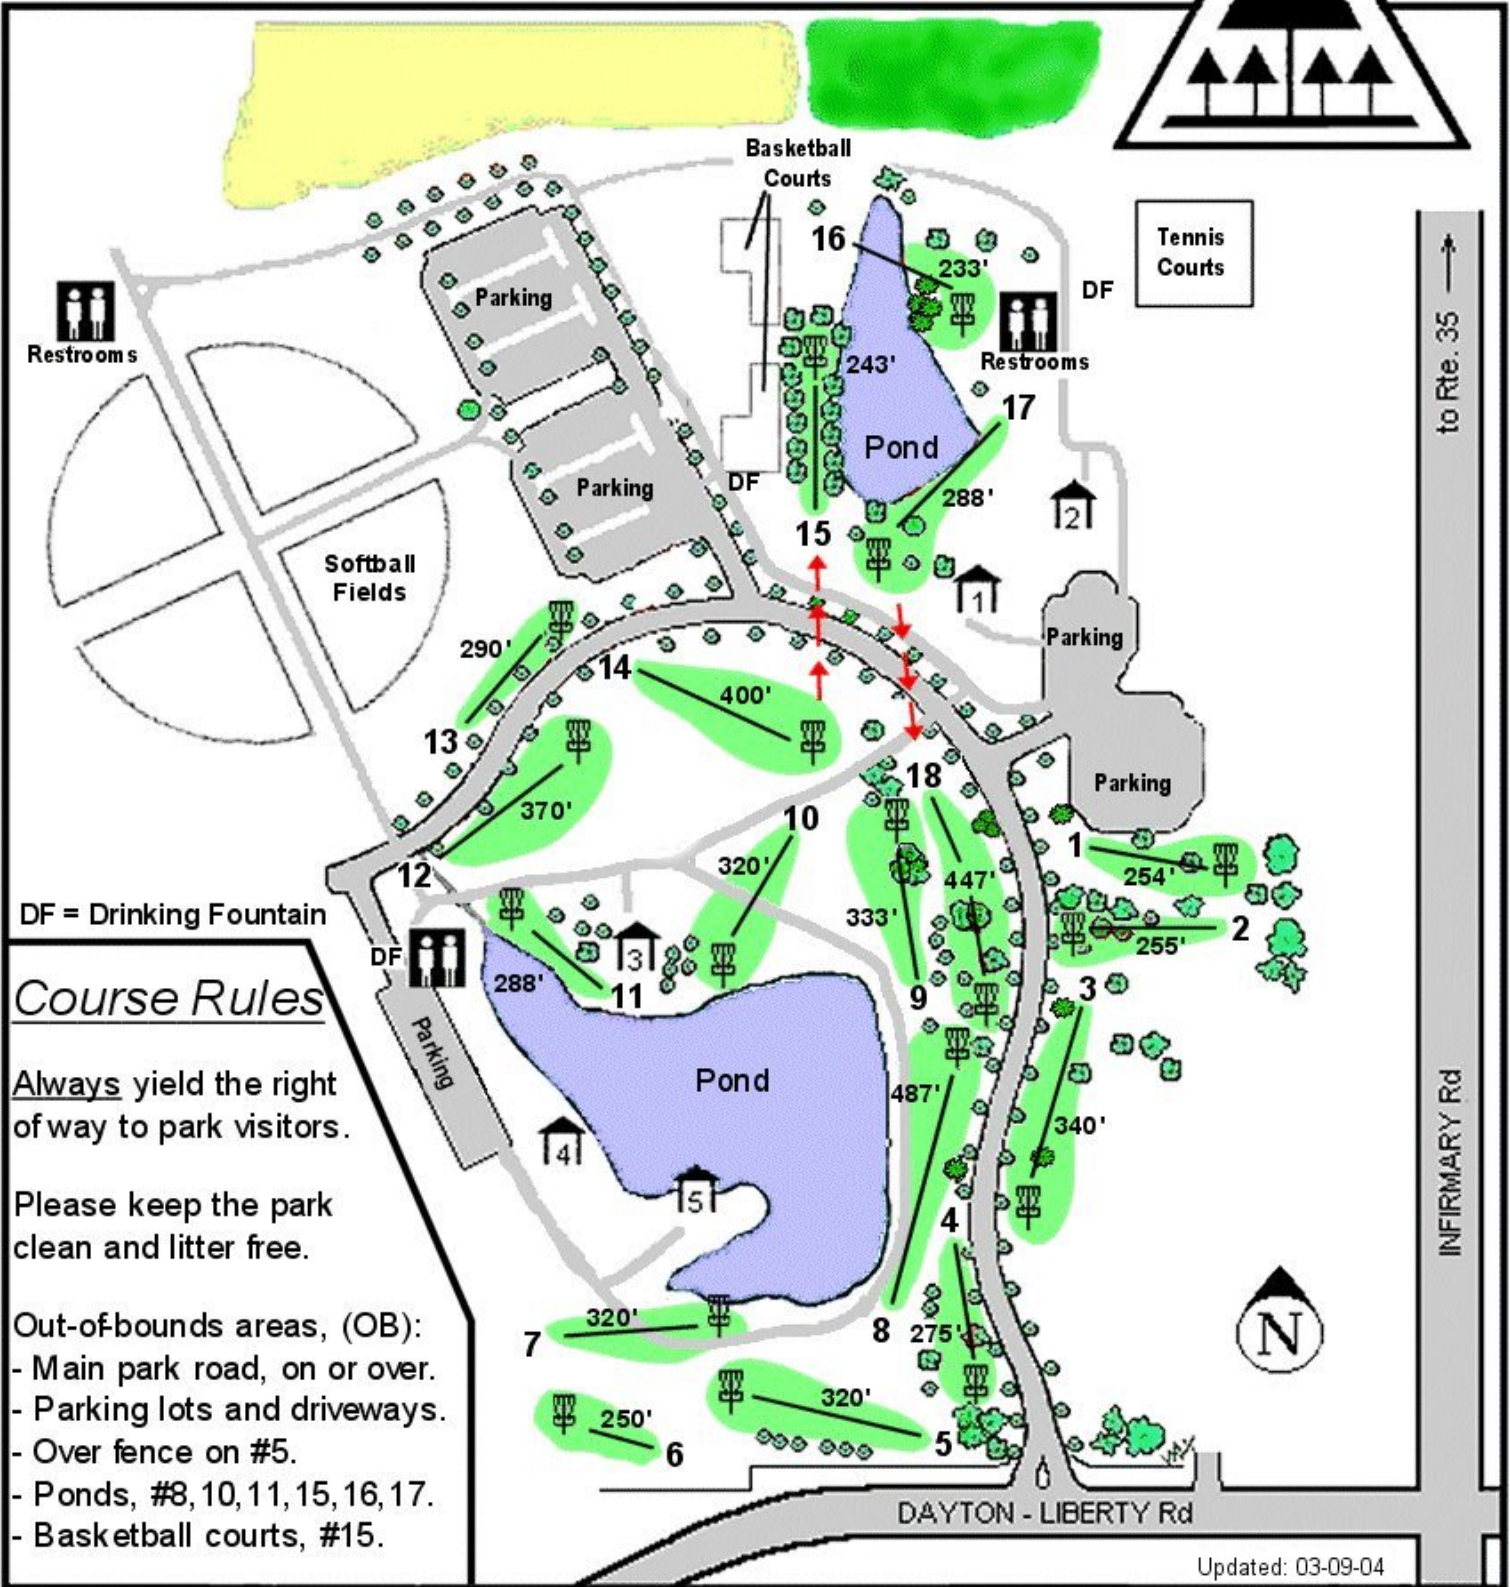 Basketball
Courts
16
233'
Tennis
Courts
DF
Parking
Restrooms
Restrooms
243'
to Rte. 35
17
Pond
Parking
DF
288'
2
15
Softball
Fields
1
Parking
290'
14
400'
13
18
Parking
370'
10
1
320'
447'
254'
12
DF = Drinking Fountain
333'
2
255'
DF
288'
3
11
9
3
Course Rules
Parking
Pond
487'
340'
Always yield the right
of way to park visitors.
4
5
4
INFIRMARY Rd
Please keep the park
clean and litter free.
320'
7
8
275'
N
Out-of-bounds areas, (OB):
- Main park road, on or over.
- Parking lots and driveways.
- Over fence on #5.
- Ponds, #8,10,11,15,16,17.
- Basketball courts, #15.
320'
250'
5
6
DAYTON - LIBERTY Rd
Updated: 03-09-04